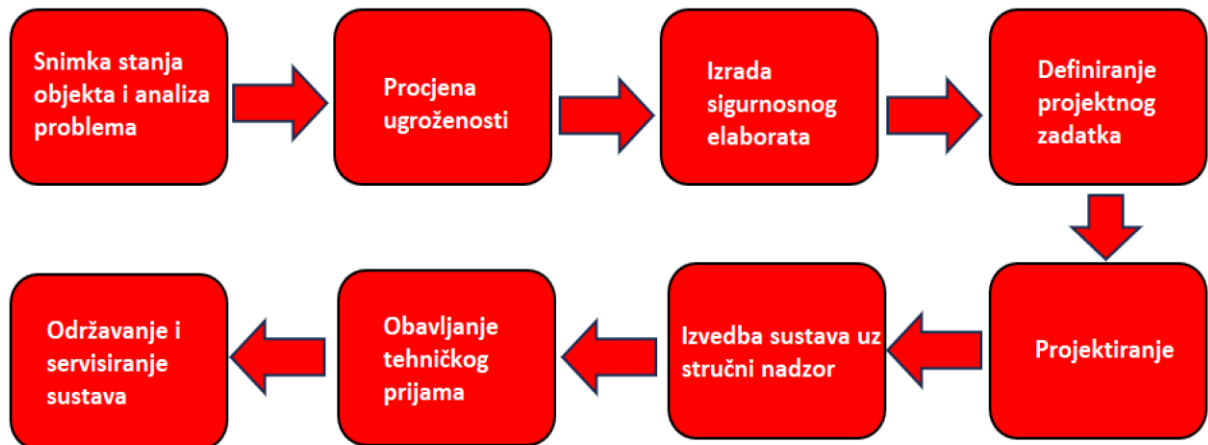 Snimka stanja
objekta i analiza
problema
Procjena
ugroženosti
Izrada
sigurnosnog
elaborata
Definiranje
projektnog
zadatka
Projektiranje
Izvedba sustava uz
stručni nadzor
Obavljanje
tehničkog
prijama
Održavanje i
servisiranje
sustava